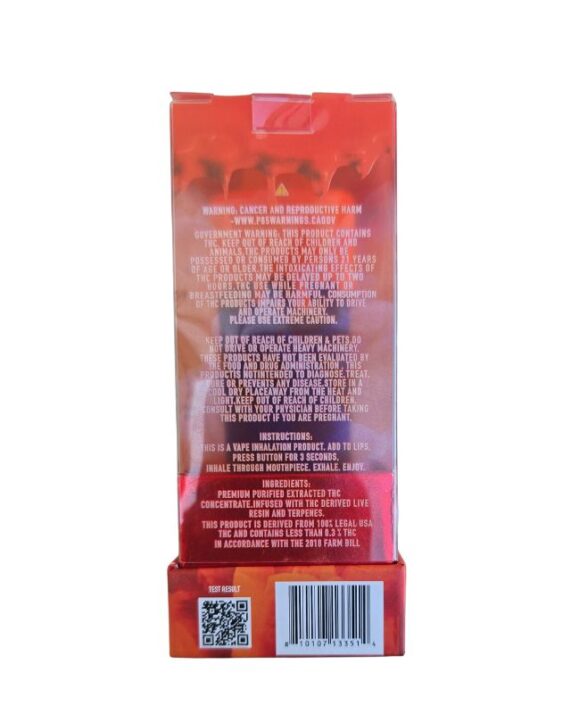 WARNING: CANCER AND REPRODUCTIVE HARM
-WWW.P65WARNINGS.CAGOV
GOVERNMENT WARNING: THIS PRODUCT CONTAINS
THC. KEEP OUT OF REACH OF CHILDREN AND
ANIMALS.THC PRODUCTS MAY ONLY BE
POSSESSED OR CONSUMED BY PERSONS 21 YEARS
OF AGE OR OLDER.THE INTOXICATING EFFECTS OF
THC PRODUCTS MAY BE DELAYED UP TO TWO
HOURS.THC USE WHILE PREGNANT OR
BREASTFEEDING MAY BE HARMFUL. CONSUMPTION
OF THC PRODUCTS IMPAIRS YOUR ABILITY TO DRIVE
AND OPERATE MACHINERY.
PLEASE USE EXTREME CAUTION.
KEEP OUT OF REACH OF CHILDREN & PETS.DO
NOT DRIVE OR OPERATE HEAVY MACHINERY.
THESE PRODUCTS HAVE NOT BEEN EVALUATED BY
THE FOOD AND DRUG ADMINISTRATION. THIS
PRODUCTS NOTINTENDED TO DIAGNOSE.TREAT.
CURE OR PREVENTS ANY DISEASE.STORE IN A
COOL DRY PLACEAWAY FROM THE HEAT AND
LIGHT.KEEP OUT OF REACH OF CHILDREN.
CONSULT WITH YOUR PHYSICIAN BEFORE TAKING
THIS PRODUCT IF YOU ARE PREGNANT.
INSTRUCTIONS:
THIS IS A VAPE INHALATION PRODUCT. ADD TO LIPS.
PRESS BUTTON FOR 3 SECONDS,
INHALE THROUGH MOUTHPIECE. EXHALE. ENJOY.
INGREDIENTS:
PREMIUM PURIFIED EXTRACTED THC
CONCENTRATE.INFUSED WITH THC DERIVED LIVE
RESIN AND TERPENES.
THIS PRODUCT IS DERIVED FROM 100% LEGAL USA
THC AND CONTAINS LESS THAN 0.3 % THC
IN ACCORDANCE WITH THE 2018 FARM BILL
TEST RESULT
8 10107 13351 4